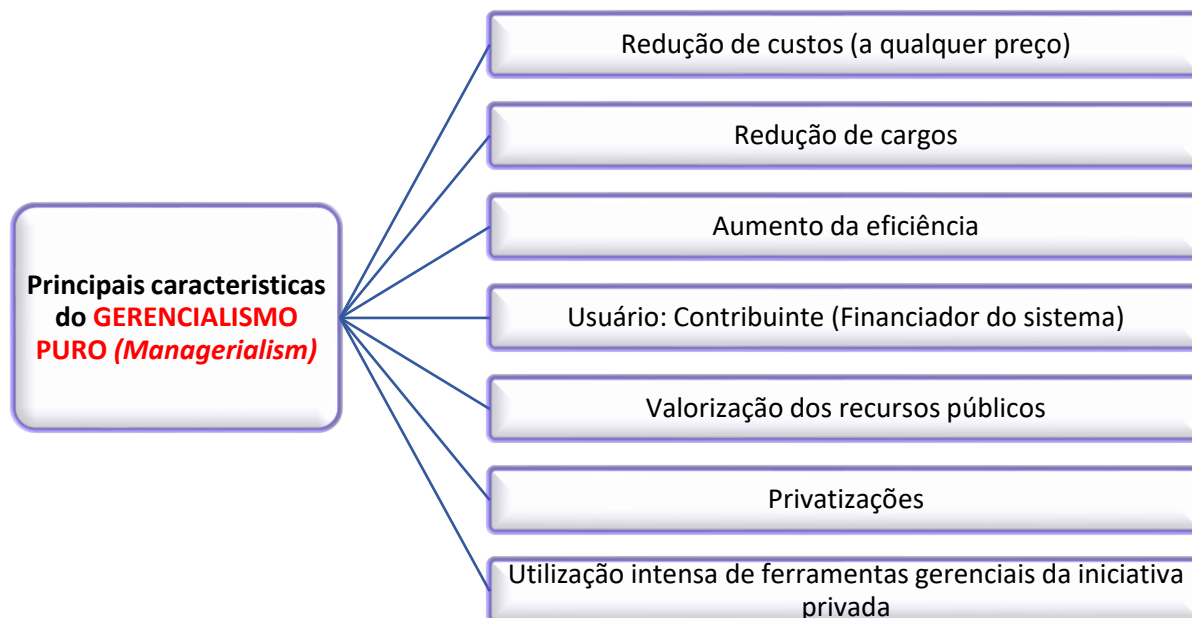 Principais caracteristicas
do GERENCIALISMO
PURO (Managerialism)
Redução de custos (a qualquer preço)
Redução de cargos
Aumento da eficiência
Usuário: Contribuinte (Financiador do sistema)
Valorização dos recursos públicos
Privatizações
Utilização intensa de ferramentas gerenciais da iniciativa
privada